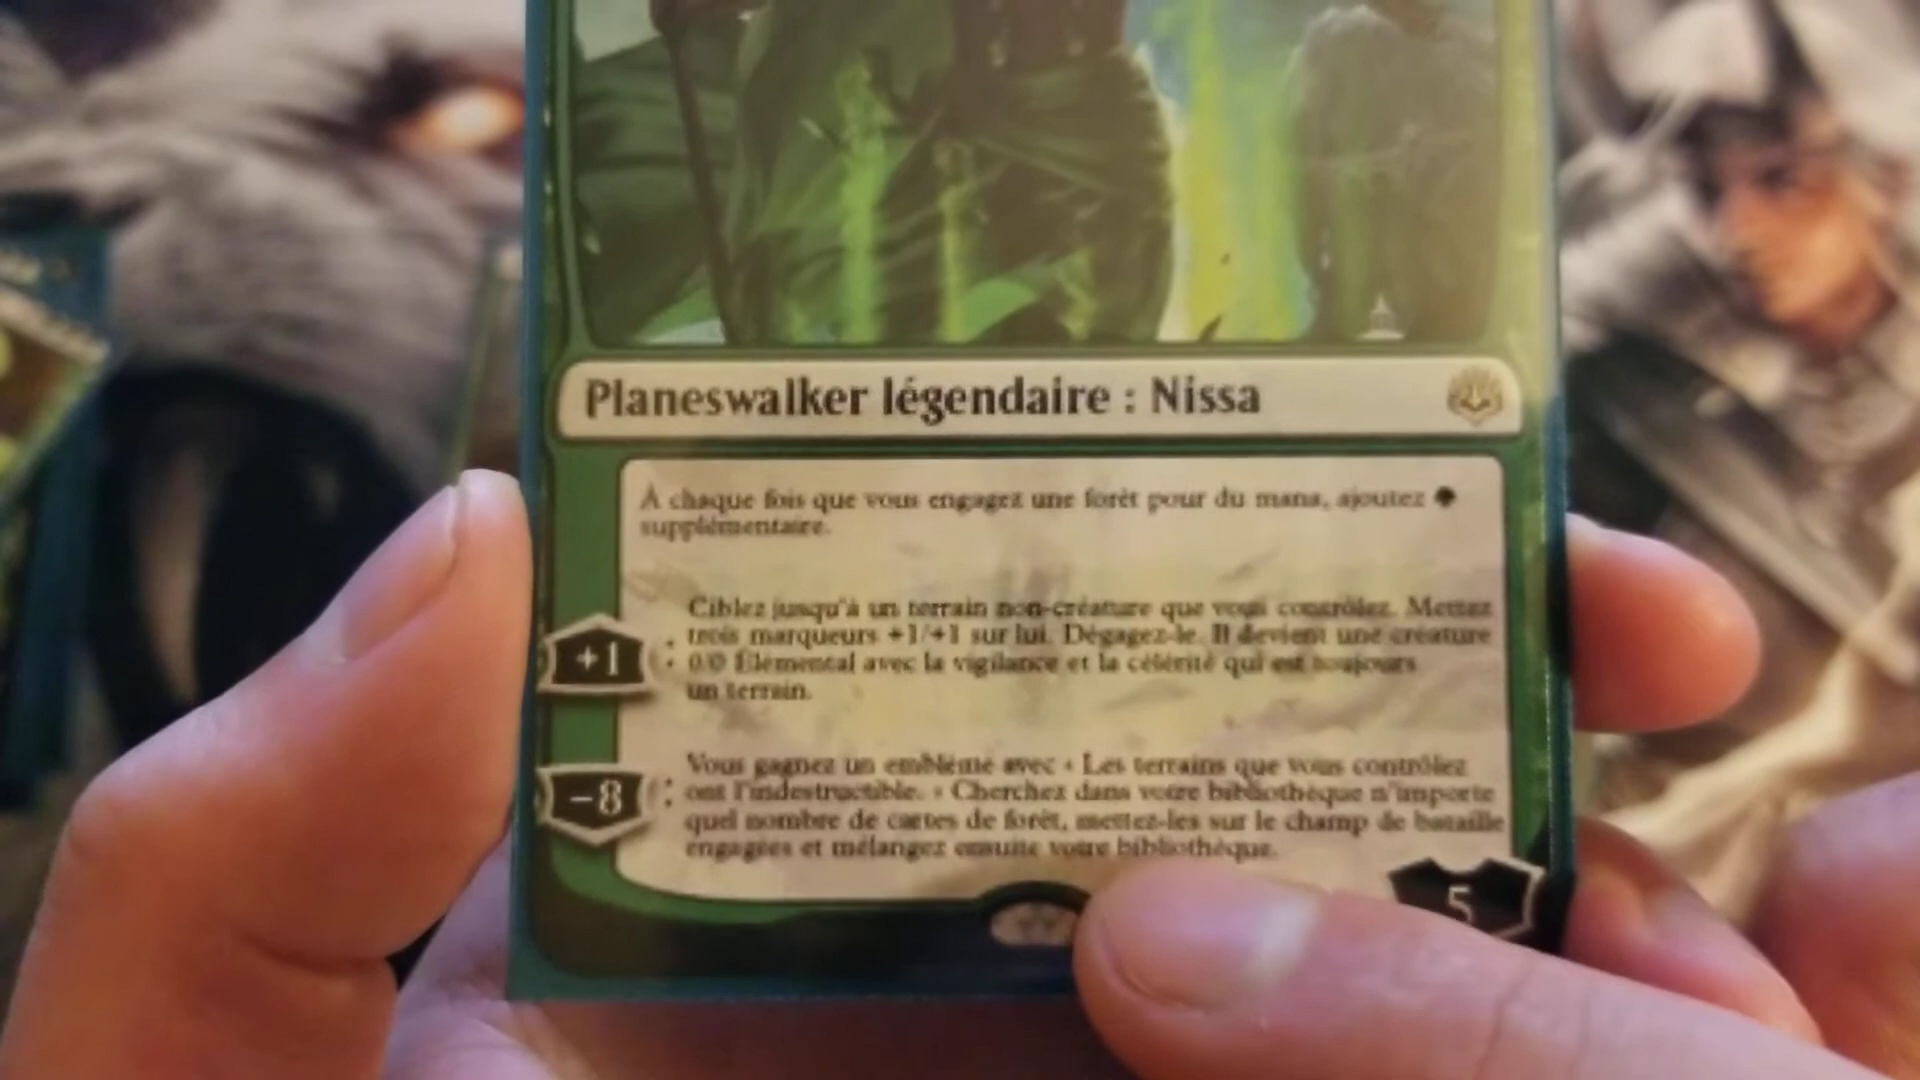 Planeswalker légendaire : Nissa
À chaque fois que vous engagez une forêt pour du mana, ajoutez
supplémentaire.
+1 : Ciblez jusqu'à un terrain non-créature que vous contrôlez. Mettez
trois marqueurs +1/+1 sur lui. Dégagez-le. Il devient une créature
0/0 Élémental avec la vigilance et la célérité qui est toujours
un terrain.
-8 : Vous gagnez un emblème avec « Les terrains que vous contrôlez
ont l'indestructible. » Cherchez dans votre bibliothèque n'importe
quel nombre de cartes de forêt, mettez-les sur le champ de bataille
engagées et mélangez ensuite votre bibliothèque.
5